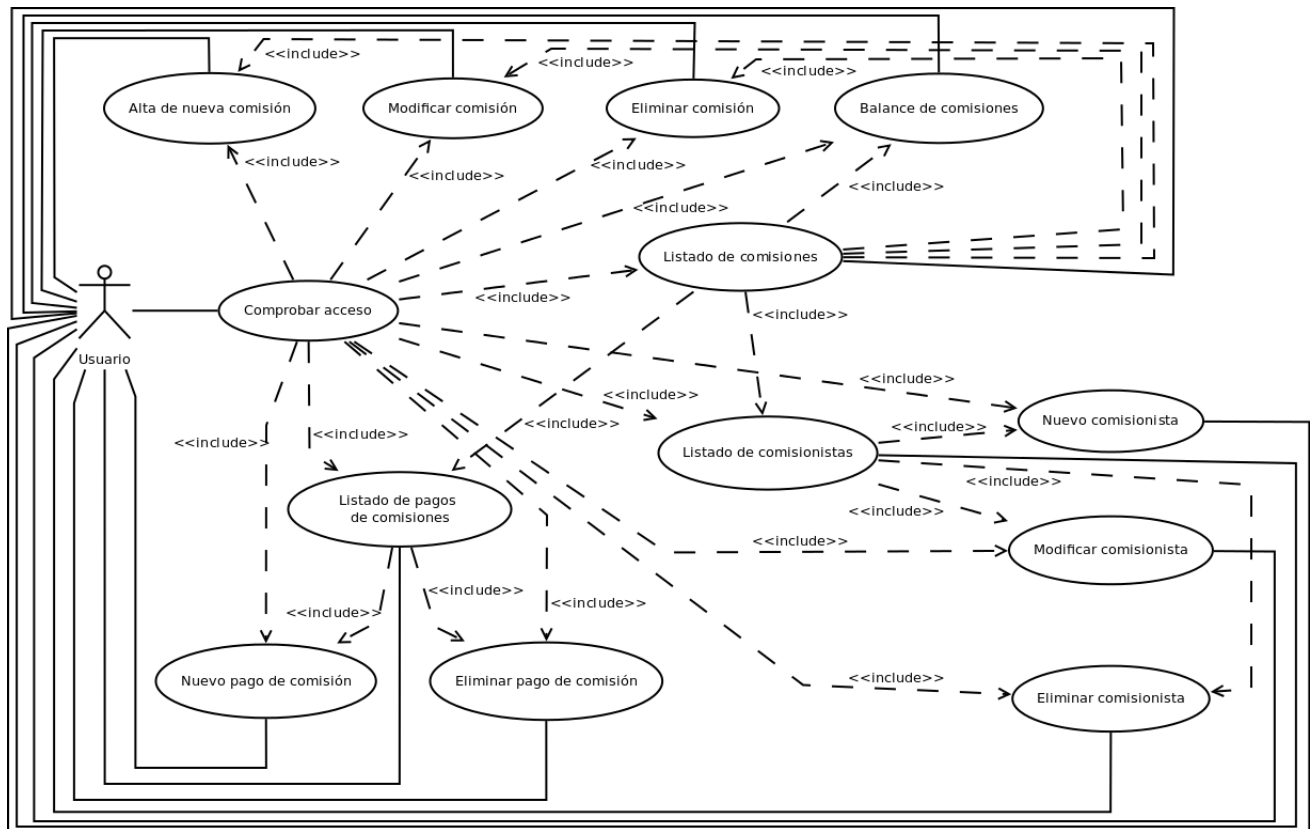 <<include>>
<<include>>
<<include>>
Alta de nueva comisión
Modificar comisión
Eliminar comisión
Balance de comisiones
<<include>>
<<include>>
<<include>>
<<include>>
<<include>>
Listado de comisiones
Comprobar acceso
<<include>>
<<include>>
Usuario
<<include>>
<<include>>
<<include>>
Nuevo comisionista
<<include>>
<<include>>
<<include>>
Listado de comisionistas
<<include>>
Listado de pagos
de comisiones
<<include>>
<<include>>
Modificar comisionista
<<include>>
<<include>>
<<include>>
Nuevo pago de comisión
Eliminar pago de comisión
<<include>>
Eliminar comisionista